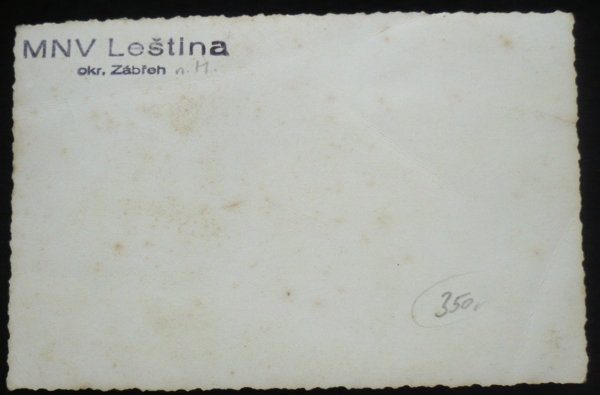 MNV Leština
okr. Zábřeh n. M.
350,-